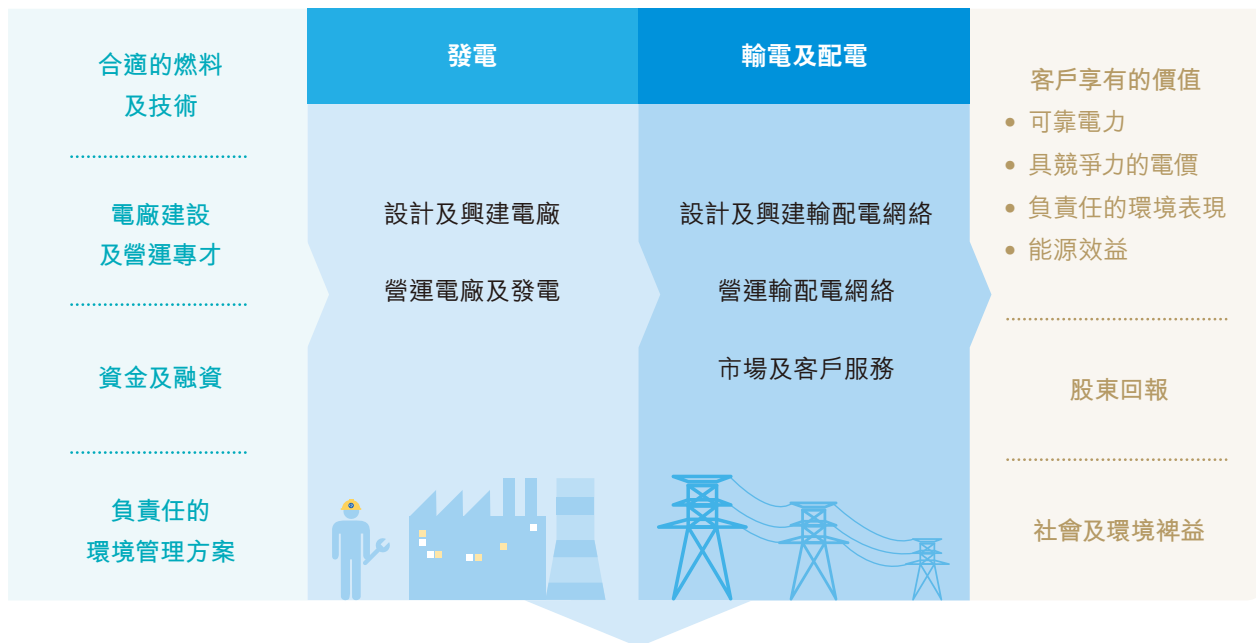 合適的燃料
及技術
電廠建設
及營運專才
資金及融資
負責任的
環境管理方案
發電
設計及興建電廠
營運電廠及發電
輸電及配電
設計及興建輸配電網絡
營運輸配電網絡
市場及客戶服務
客戶享有的價值
• 可靠電力
• 具競爭力的電價
• 負責任的環境表現
• 能源效益
股東回報
社會及環境裨益